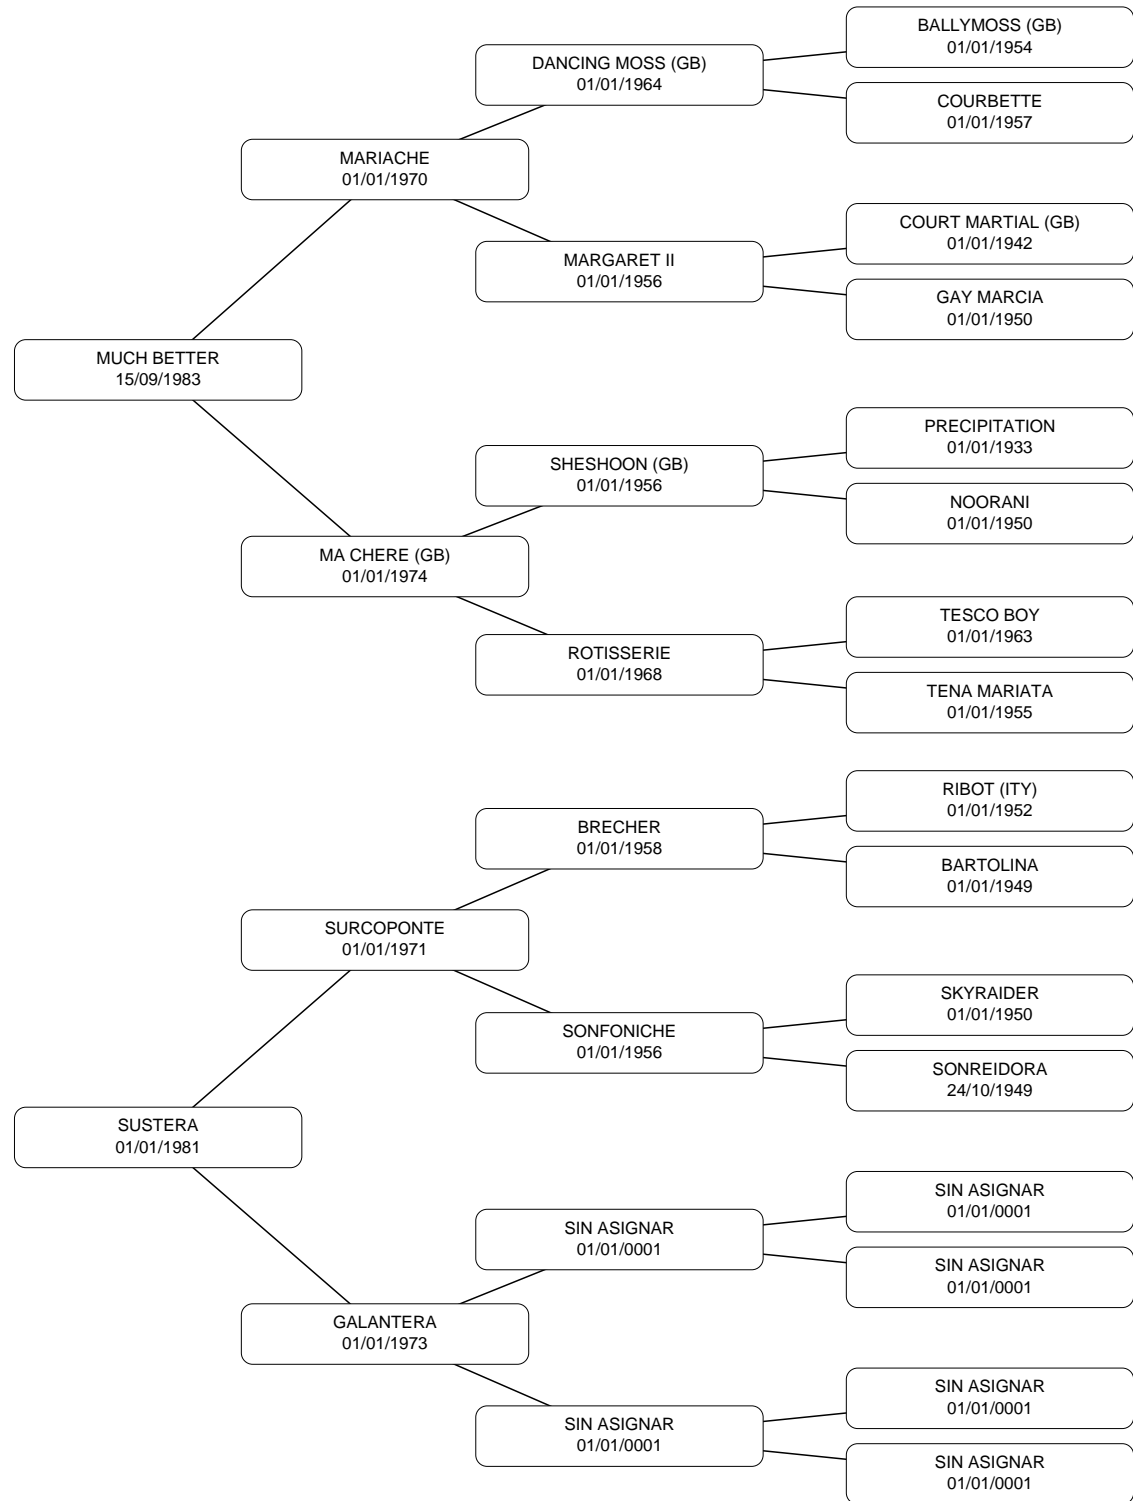 BALLYMOSS (GB)
01/01/1954
DANCING MOSS (GB)
01/01/1964
COURBETTE
01/01/1957
MARIACHE
01/01/1970
COURT MARTIAL (GB)
01/01/1942
MARGARET II
01/01/1956
GAY MARCIA
01/01/1950
MUCH BETTER
15/09/1983
PRECIPITATION
01/01/1933
SHESHOON (GB)
01/01/1956
NOORANI
01/01/1950
MA CHERE (GB)
01/01/1974
TESCO BOY
01/01/1963
ROTISSERIE
01/01/1968
TENA MARIATA
01/01/1955
RIBOT (ITY)
01/01/1952
BRECHER
01/01/1958
BARTOLINA
01/01/1949
SURCOPONTE
01/01/1971
SKYRAIDER
01/01/1950
SONFONICHE
01/01/1956
SONREIDORA
24/10/1949
SUSTERA
01/01/1981
SIN ASIGNAR
01/01/0001
SIN ASIGNAR
01/01/0001
SIN ASIGNAR
01/01/0001
GALANTERA
01/01/1973
SIN ASIGNAR
01/01/0001
SIN ASIGNAR
01/01/0001
SIN ASIGNAR
01/01/0001